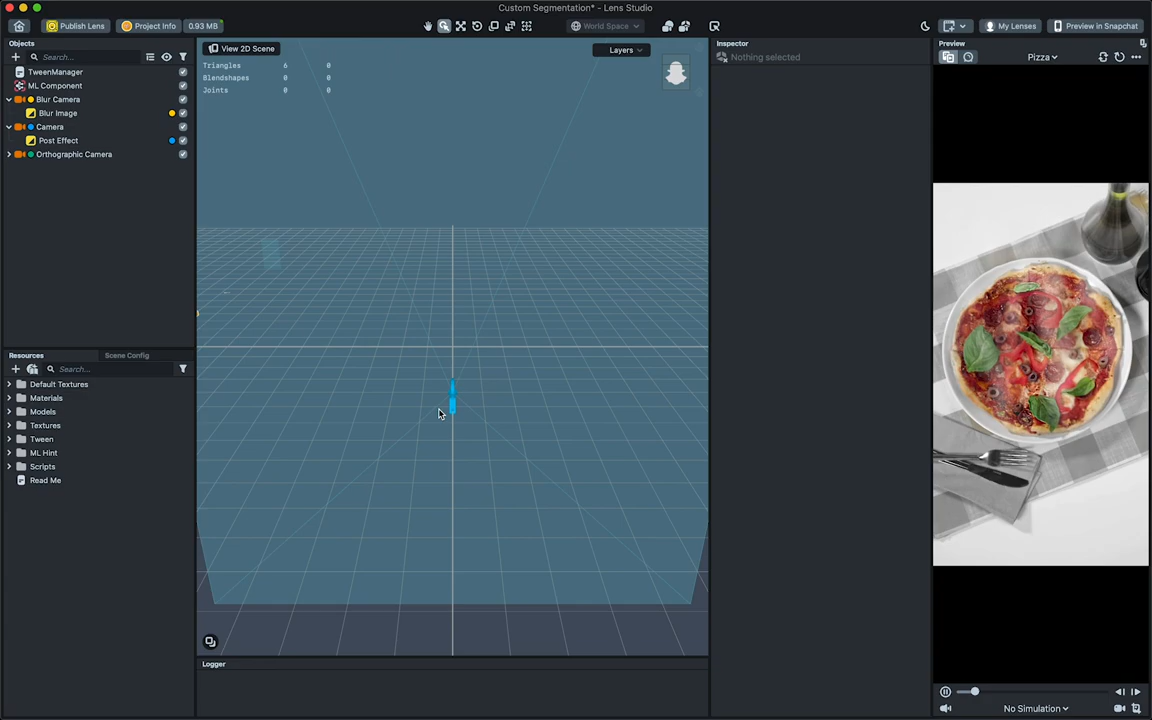 Custom Segmentation* - Lens Studio
Publish Lens
Project Info
0.93 MB
World Space
My Lenses
Preview in Snapchat
Objects
Search...
TweenManager
ML Component
Blur Camera
Blur Image
Camera
Post Effect
Orthographic Camera
View 2D Scene
Layers
Triangles 6 0
Blendshapes 0 0
Joints 0 0
Inspector
Nothing selected
Preview
Pizza
Resources
Scene Config
Search...
Default Textures
Materials
Models
Textures
Tween
ML Hint
Scripts
Read Me
Logger
No Simulation